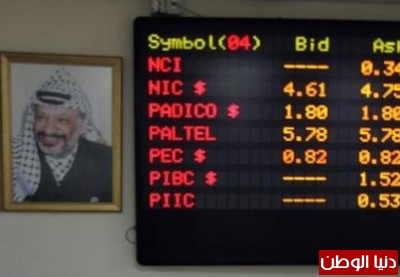 Symbol(04) Bid Ask
NCI ---- 0.34
NIC $ 4.61 4.75
PADICO $ 1.80 1.80
PALTEL 5.78 5.78
PEC $ 0.82 0.82
PIBC $ ---- 1.52
PIIC ---- 0.53
دنيا الوطن